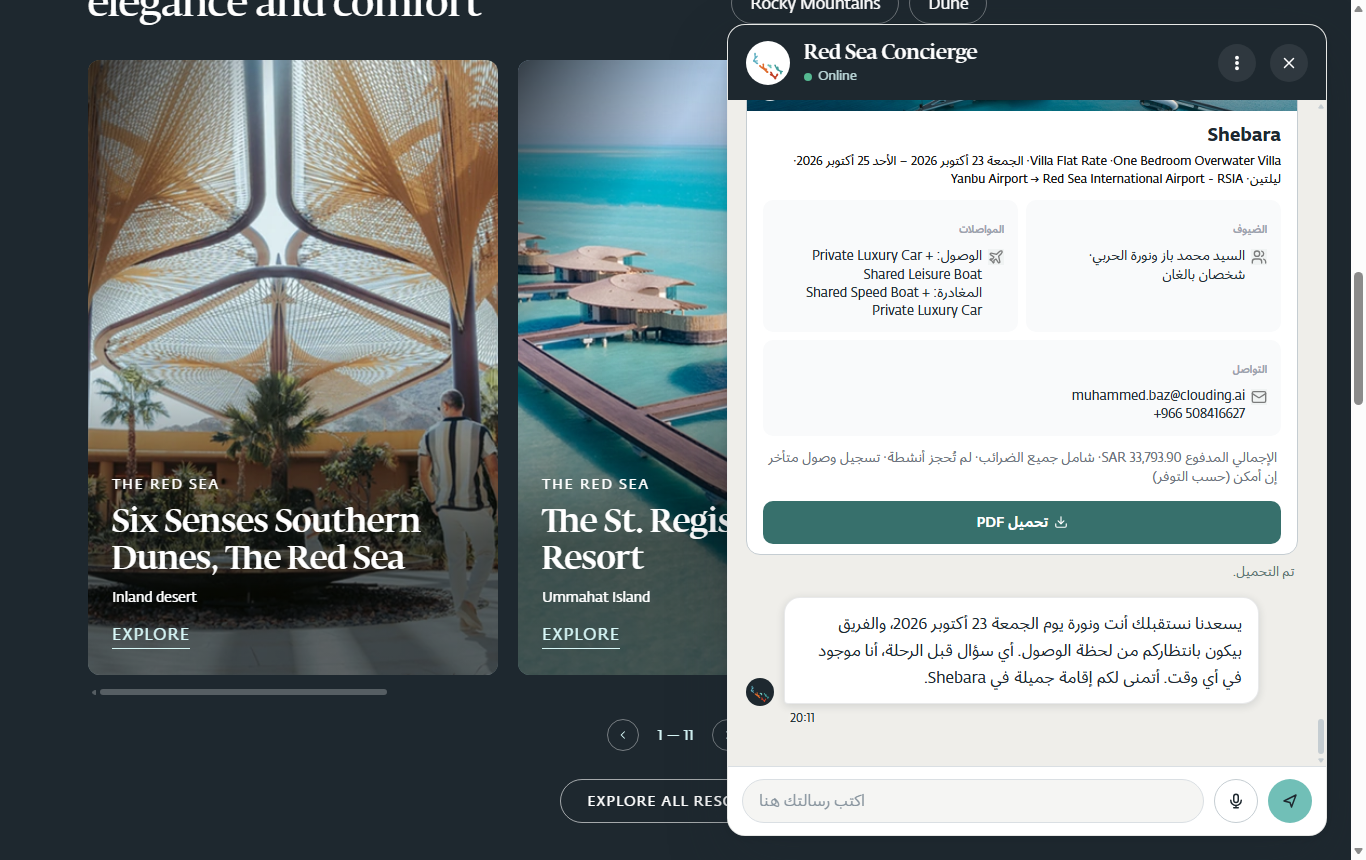 elegance and comfort
Rocky Mountains
Dune
THE RED SEA
Six Senses Southern
Dunes, The Red Sea
Inland desert
EXPLORE
THE RED SEA
The St. Regis
Resort
Ummahat Island
EXPLORE
1 — 11
EXPLORE ALL
Red Sea Concierge
Online
Shebara
Villa Flat Rate ·One Bedroom Overwater Villa· الجمعة 23 أكتوبر 2026 – الأحد 25 أكتوبر 2026·
ليلتين· Yanbu Airport → Red Sea International Airport - RSIA
الضيوف
السيد محمد باز ونورة الحربي·
شخصان بالغان
المواصلات
الوصول: Private Luxury Car +
Shared Leisure Boat
المغادرة: Shared Speed Boat +
Private Luxury Car
التواصل
muhammed.baz@clouding.ai
+966 508416627
الإجمالي المدفوع SAR 33,793.90· شامل جميع الضرائب· لم تُحجز أنشطة· تسجيل وصول متأخر
إن أمكن (حسب التوفر)
تحميل PDF
تم التحميل.
يسعدنا نستقبلك أنت ونورة يوم الجمعة 23 أكتوبر 2026، والفريق
بيكون بانتظاركم من لحظة الوصول. أي سؤال قبل الرحلة، أنا موجود
في أي وقت. أتمنى لكم إقامة جميلة في Shebara.
20:11
اكتب رسالتك هنا